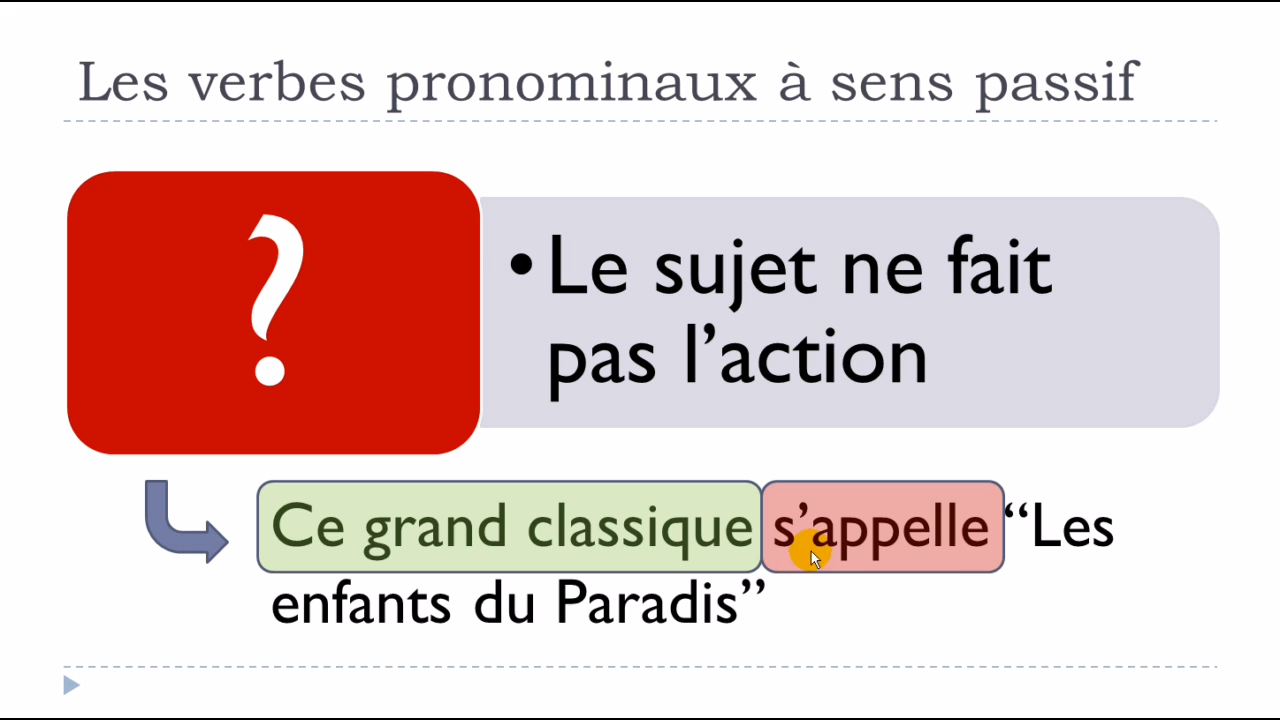 Les verbes pronominaux à sens passif
?
•Le sujet ne fait
pas l’action
Ce grand classique s’appelle “Les
enfants du Paradis”